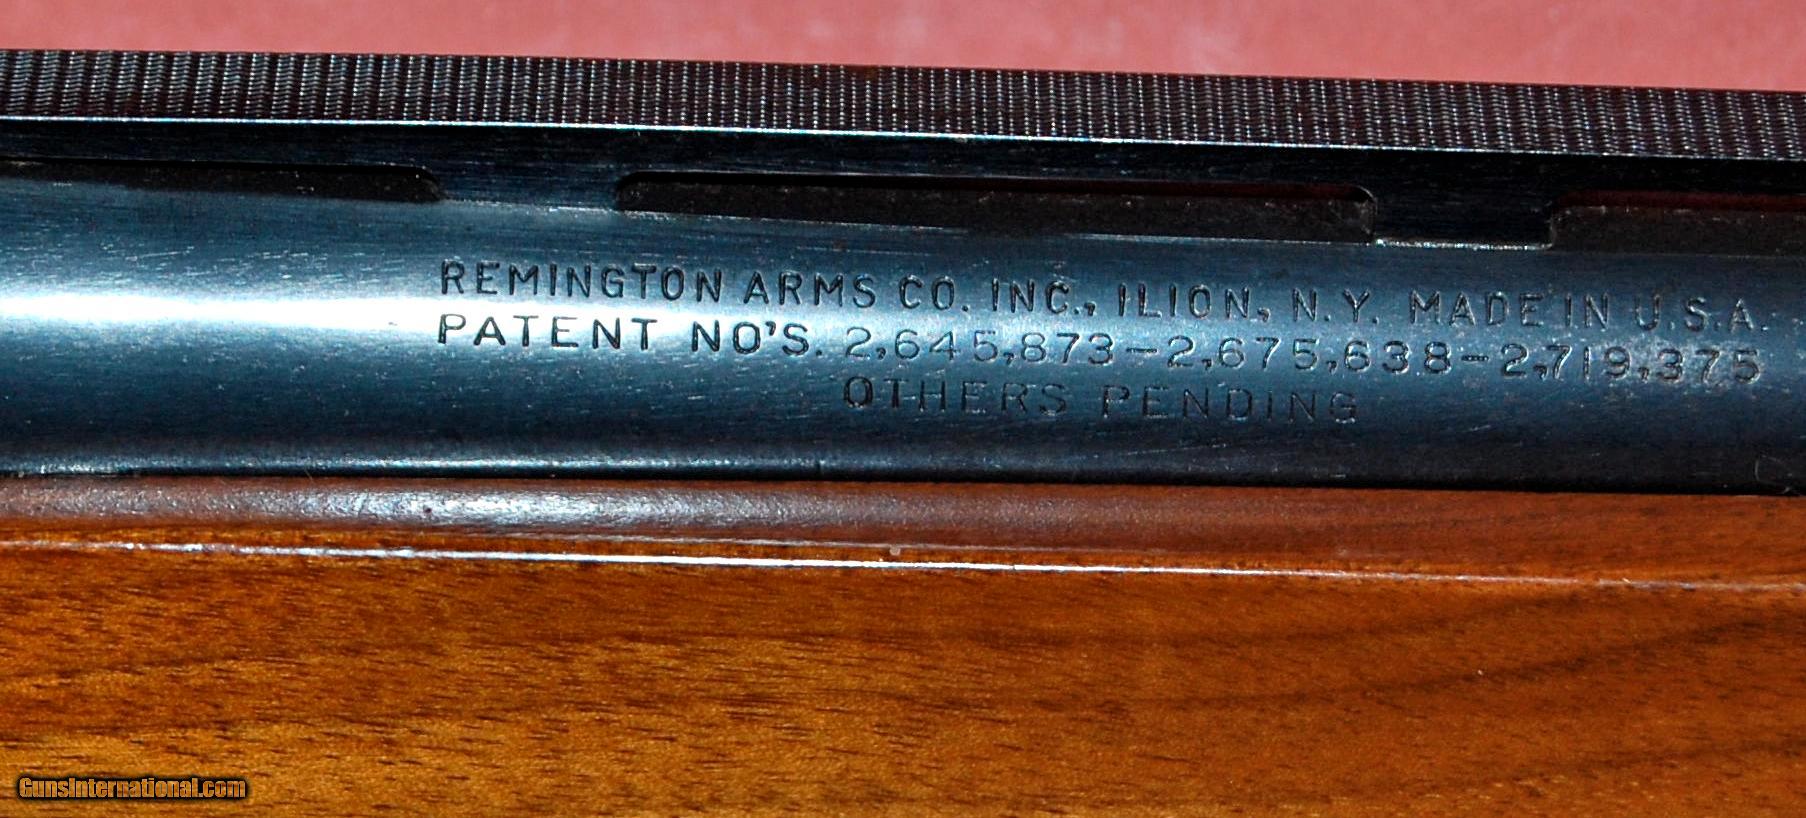 REMINGTON ARMS CO. INC., ILION, N.Y. MADE IN U.S.A.
PATENT NO'S. 2,645,873-2,675,638-2,719,375
OTHERS PENDING
GunsInternational.com